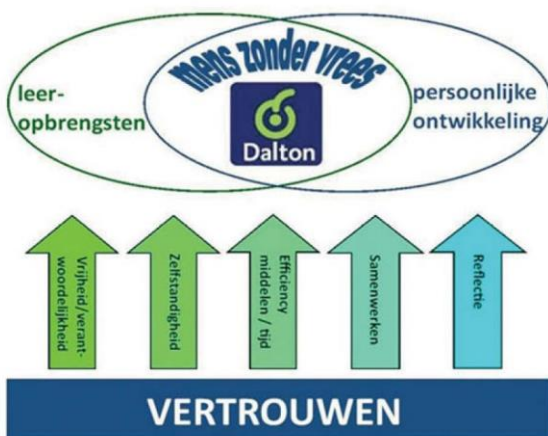 mens zonder vrees
leer-
opbrengsten
persoonlijke
ontwikkeling
Dalton
Vrijheid/verant-
woordelijkheid
Zelfstandigheid
Efficiency
middelen / tijd
Samenwerken
Reflectie
VERTROUWEN